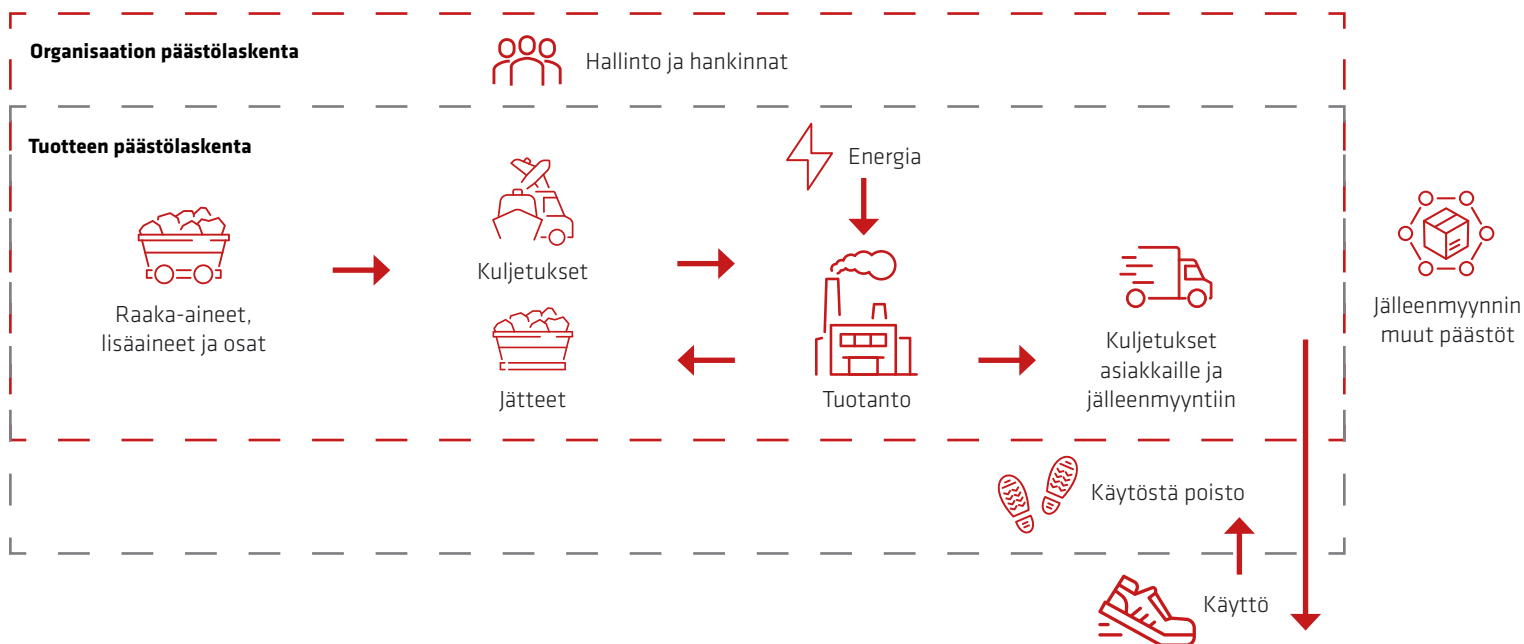 Organisaation päästölaskenta
Hallinto ja hankinnat
Tuotteen päästölaskenta
Energia
Raaka-aineet,
lisäaineet ja osat
Kuljetukset
Jätteet
Tuotanto
Kuljetukset
asiakkaille ja
jälleenmyyntiin
Jälleenmyynnin
muut päästöt
Käytöstä poisto
Käyttö